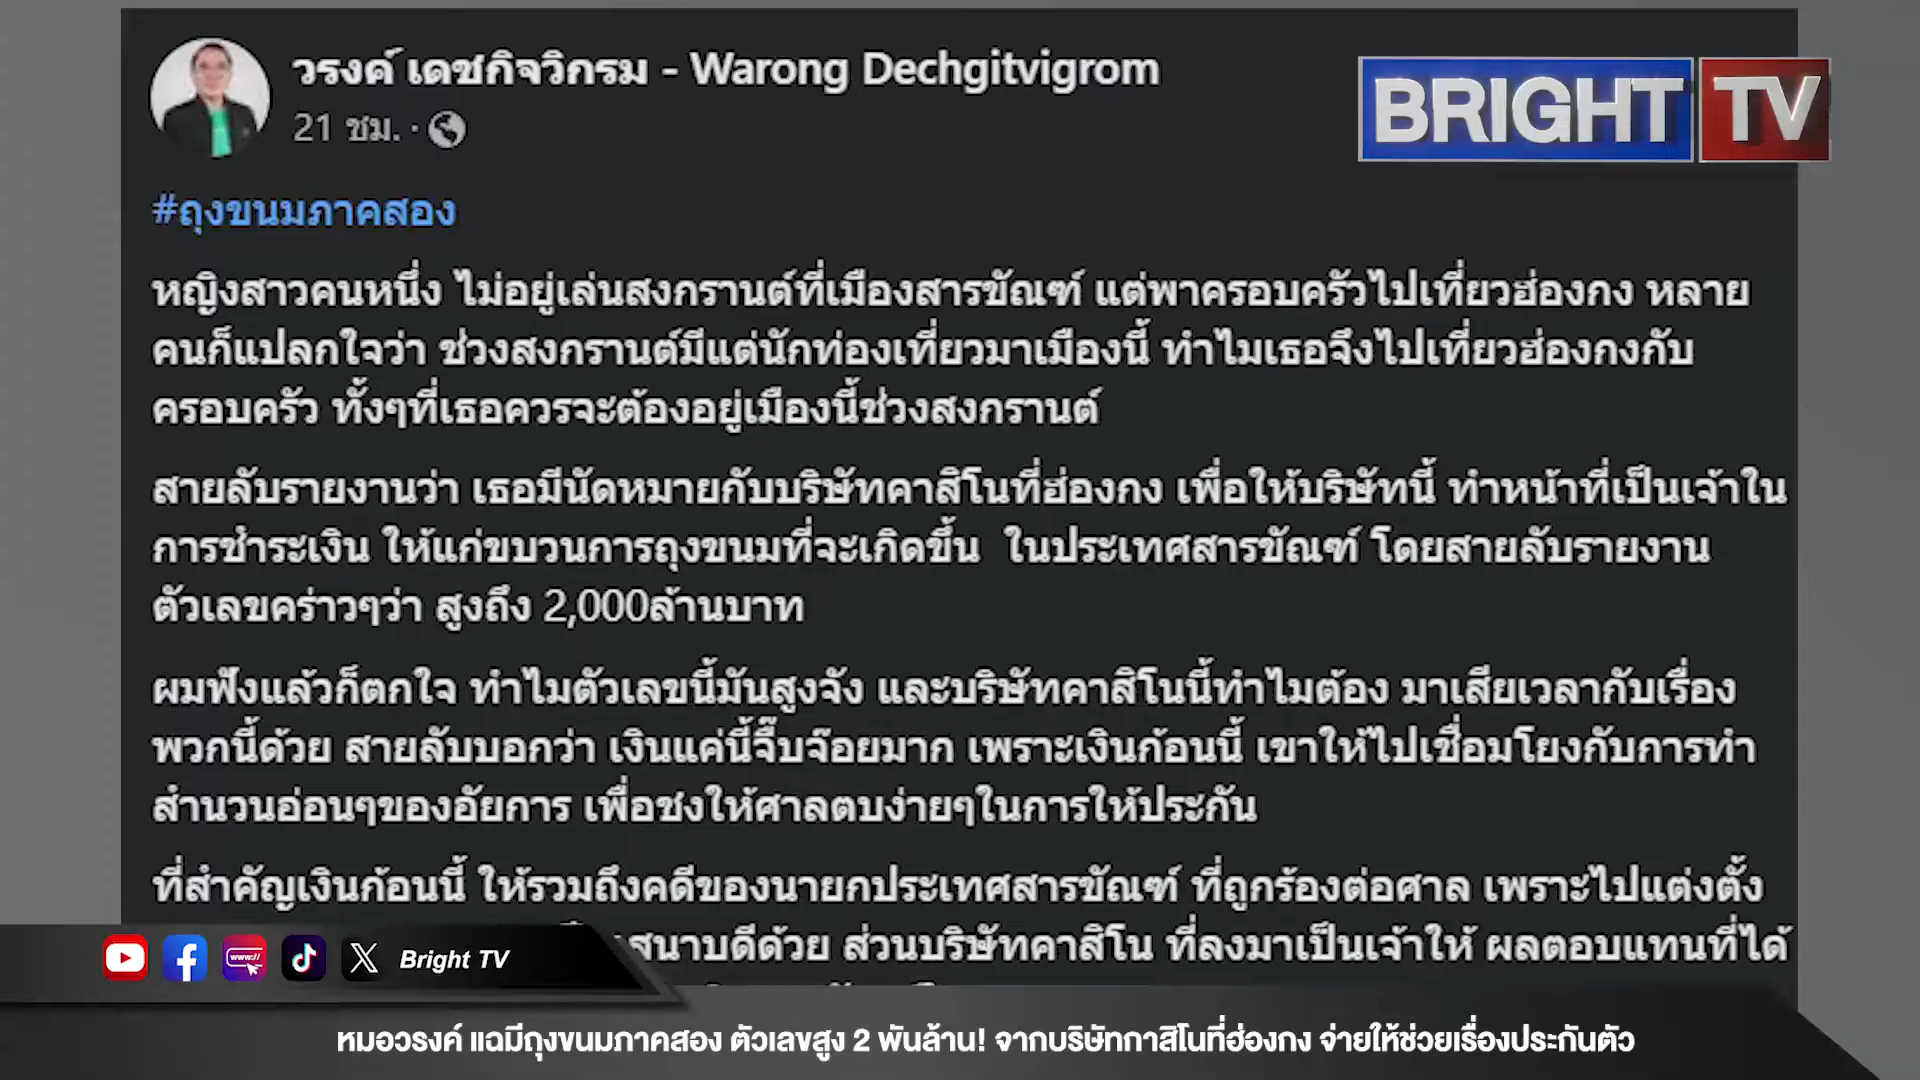 วรงค์ เดชกิจวิกรม - Warong Dechgitvigrom
21 ชม.
BRIGHT TV
#ถุงขนมภาคสอง
หญิงสาวคนหนึ่ง ไม่อยู่เล่นสงกรานต์ที่เมืองสารขัณฑ์ แต่พาครอบครัวไปเที่ยวฮ่องกง หลาย
คนก็แปลกใจว่า ช่วงสงกรานต์มีแต่นักท่องเที่ยวมาเมืองนี้ ทำไมเธอจึงไปเที่ยวฮ่องกงกับ
ครอบครัว ทั้งๆที่เธอควรจะต้องอยู่เมืองนี้ช่วงสงกรานต์
สายลับรายงานว่า เธอมีนัดหมายกับบริษัทคาสิโนที่ฮ่องกง เพื่อให้บริษัทนี้ ทำหน้าที่เป็นเจ้าใน
การชำระเงิน ให้แก่ขบวนการถุงขนมที่จะเกิดขึ้น ในประเทศสารขัณฑ์ โดยสายลับรายงาน
ตัวเลขคร่าวๆว่า สูงถึง 2,000ล้านบาท
ผมฟังแล้วก็ตกใจ ทำไมตัวเลขนี้มันสูงจัง และบริษัทคาสิโนนี้ทำไมต้อง มาเสียเวลากับเรื่อง
พวกนี้ด้วย สายลับบอกว่า เงินแค่นี้จิ๊บจ๊อยมาก เพราะเงินก้อนนี้ เขาให้ไปเชื่อมโยงกับการทำ
สำนวนอ่อนๆของอัยการ เพื่อชงให้ศาลตบง่ายๆในการให้ประกัน
ที่สำคัญเงินก้อนนี้ ให้รวมถึงคดีของนายกประเทศสารขัณฑ์ ที่ถูกร้องต่อศาล เพราะไปแต่งตั้ง
สนาบดีด้วย ส่วนบริษัทคาสิโน ที่ลงมาเป็นเจ้าให้ ผลตอบแทนที่ได้
www://
Bright TV
หมอวรงค์ แฉมีถุงขนมภาคสอง ตัวเลขสูง 2 พันล้าน! จากบริษัทกาสิโนที่ฮ่องกง จ่ายให้ช่วยเรื่องประกันตัว